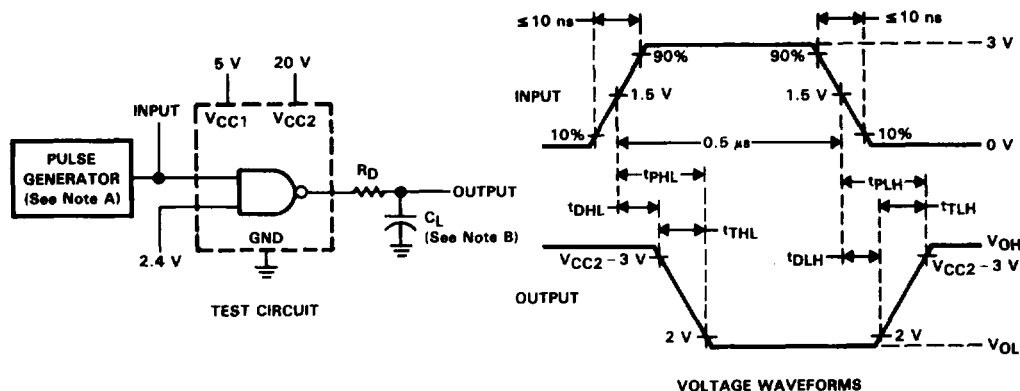 5 V
20 V
INPUT
VCC1
VCC2
PULSE
GENERATOR
(See Note A)
RD
OUTPUT
CL
(See Note B)
GND
2.4 V
TEST CIRCUIT
≤10 ns
≤10 ns
3 V
90%
90%
INPUT
1.5 V
1.5 V
10%
10%
0.5 µs
0 V
tPHL
tPLH
tDHL
tTLH
tTHL
tDLH
VOH
VCC2–3 V
VCC2–3 V
OUTPUT
2 V
2 V
VOL
VOLTAGE WAVEFORMS